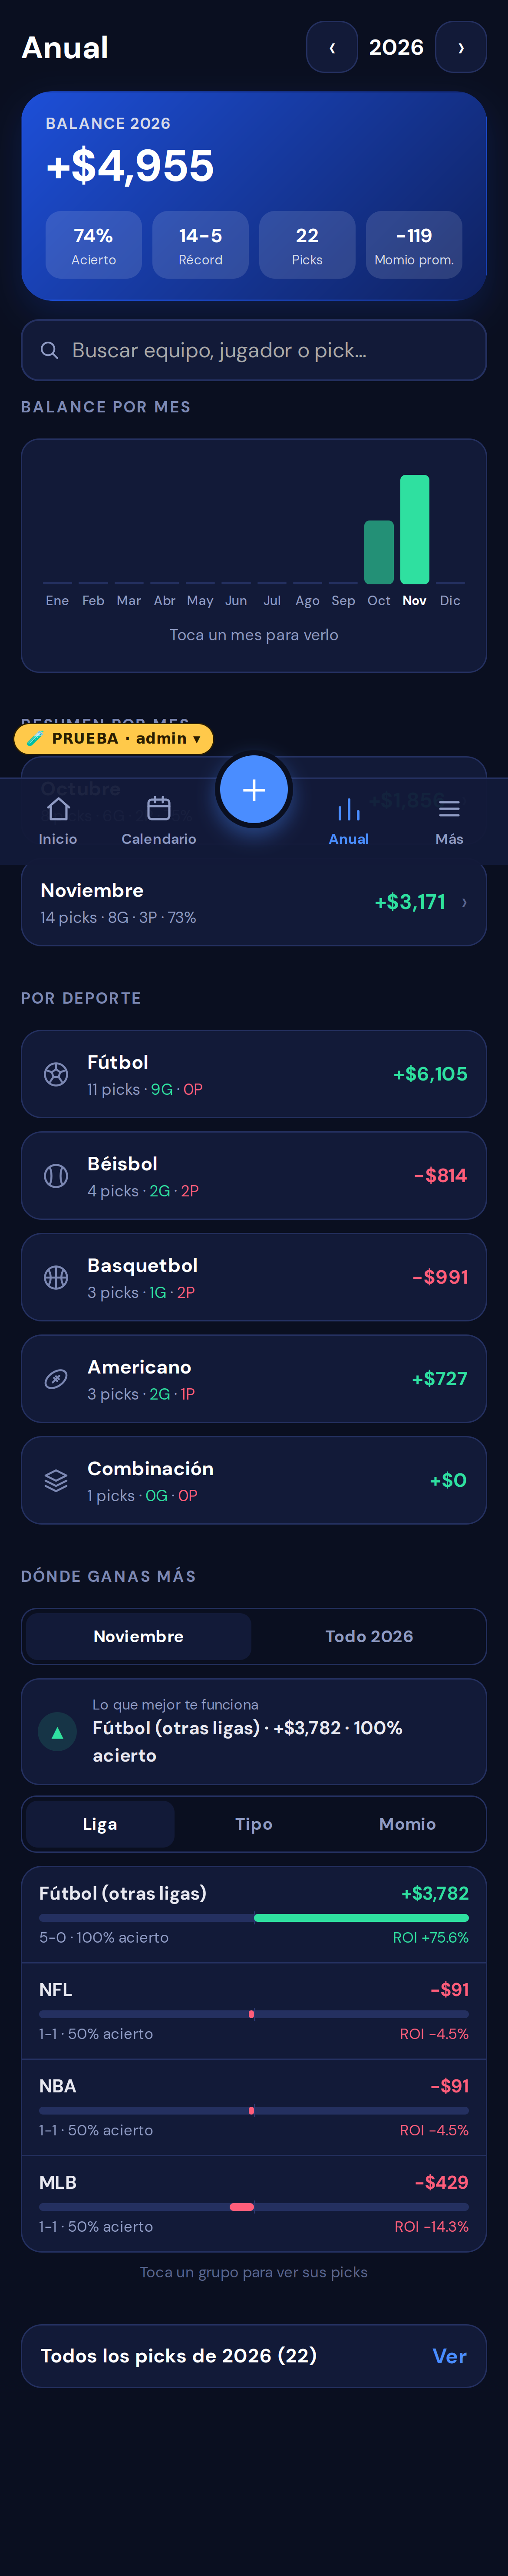 Anual
‹ 2026 ›
BALANCE 2026
+$4,955
74% 14-5 22 -119
Acierto Récord Picks Momio prom.
Buscar equipo, jugador o pick...
BALANCE POR MES
Ene Feb Mar Abr May Jun Jul Ago Sep Oct Nov Dic
Toca un mes para verlo
RESUMEN POR MES
🧪 PRUEBA · admin ▾
Octubre
+
Inicio Calendario Anual Más
Noviembre
14 picks · 8G · 3P · 73%
+$3,171 ›
POR DEPORTE
Fútbol
11 picks · 9G · 0P
+$6,105
Béisbol
4 picks · 2G · 2P
-$814
Basquetbol
3 picks · 1G · 2P
-$991
Americano
3 picks · 2G · 1P
+$727
Combinación
1 picks · 0G · 0P
+$0
DÓNDE GANAS MÁS
Noviembre Todo 2026
Lo que mejor te funciona
▲ Fútbol (otras ligas) · +$3,782 · 100%
acierto
Liga Tipo Momio
Fútbol (otras ligas) +$3,782
5-0 · 100% acierto ROI +75.6%
NFL -$91
1-1 · 50% acierto ROI -4.5%
NBA -$91
1-1 · 50% acierto ROI -4.5%
MLB -$429
1-1 · 50% acierto ROI -14.3%
Toca un grupo para ver sus picks
Todos los picks de 2026 (22) Ver